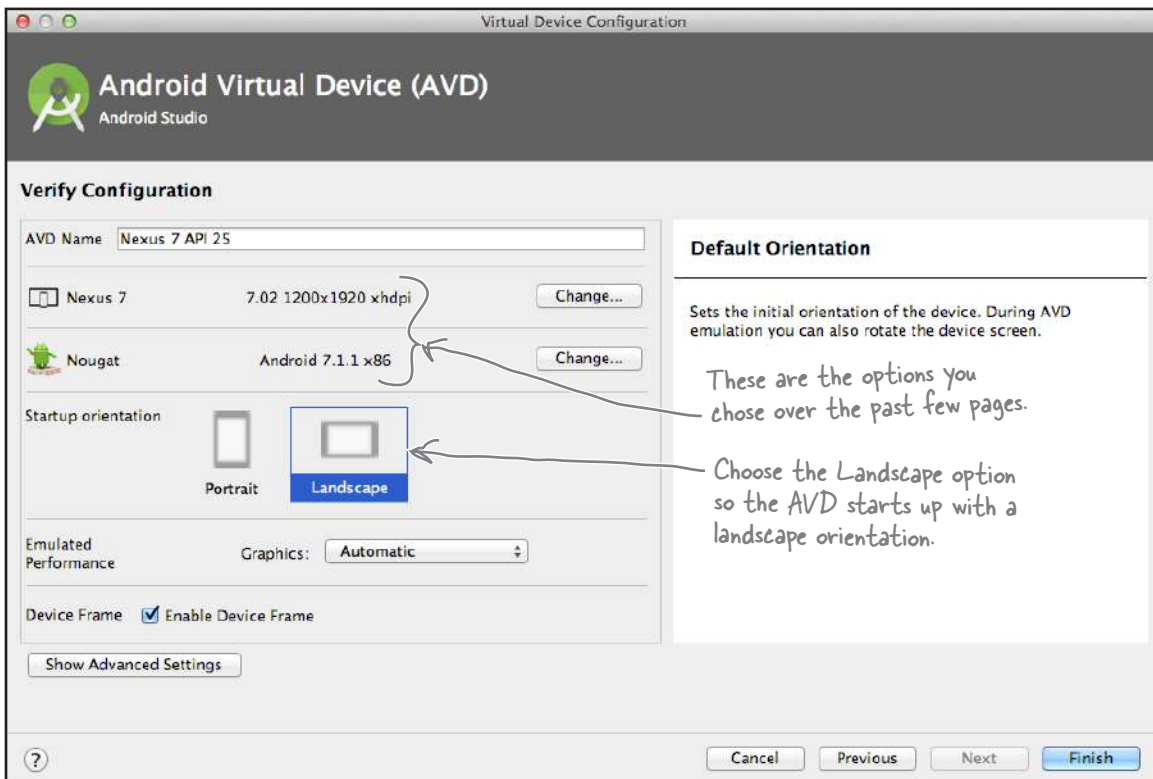 Virtual Device Configuration
Android Virtual Device (AVD)
Android Studio
Verify Configuration
AVD Name Nexus 7 API 25
Nexus 7 7.02 1200x1920 xhdpi Change...
Nougat Android 7.1.1 x86 Change...
Startup orientation
Portrait Landscape
Emulated
Performance
Graphics: Automatic
Device Frame Enable Device Frame
Show Advanced Settings
Default Orientation
Sets the initial orientation of the device. During AVD
emulation you can also rotate the device screen.
These are the options you
chose over the past few pages.
Choose the Landscape option
so the AVD starts up with a
landscape orientation.
? Cancel Previous Next Finish